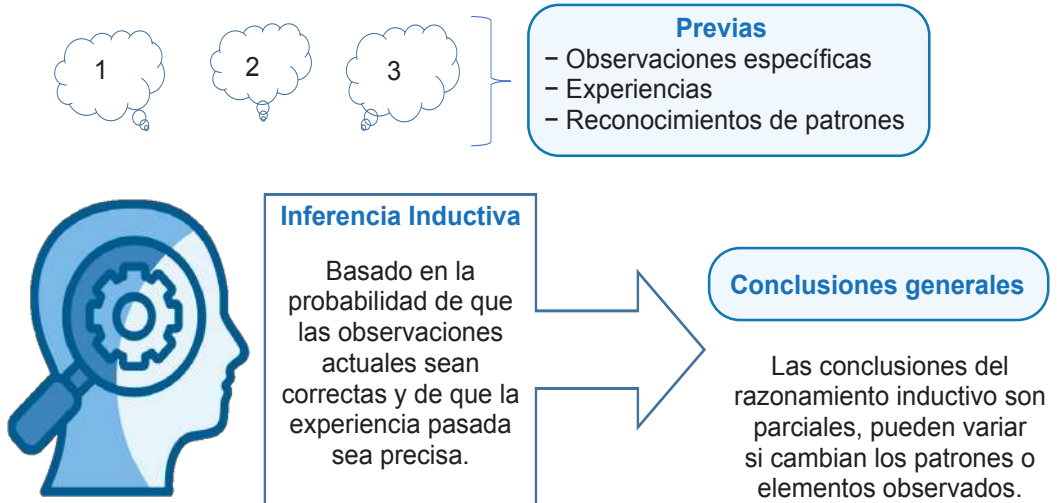 1
2
3
Previas
− Observaciones específicas
− Experiencias
− Reconocimientos de patrones
Inferencia Inductiva
Basado en la
probabilidad de que
las observaciones
actuales sean
correctas y de que la
experiencia pasada
sea precisa.
Conclusiones generales
Las conclusiones del
razonamiento inductivo son
parciales, pueden variar
si cambian los patrones o
elementos observados.